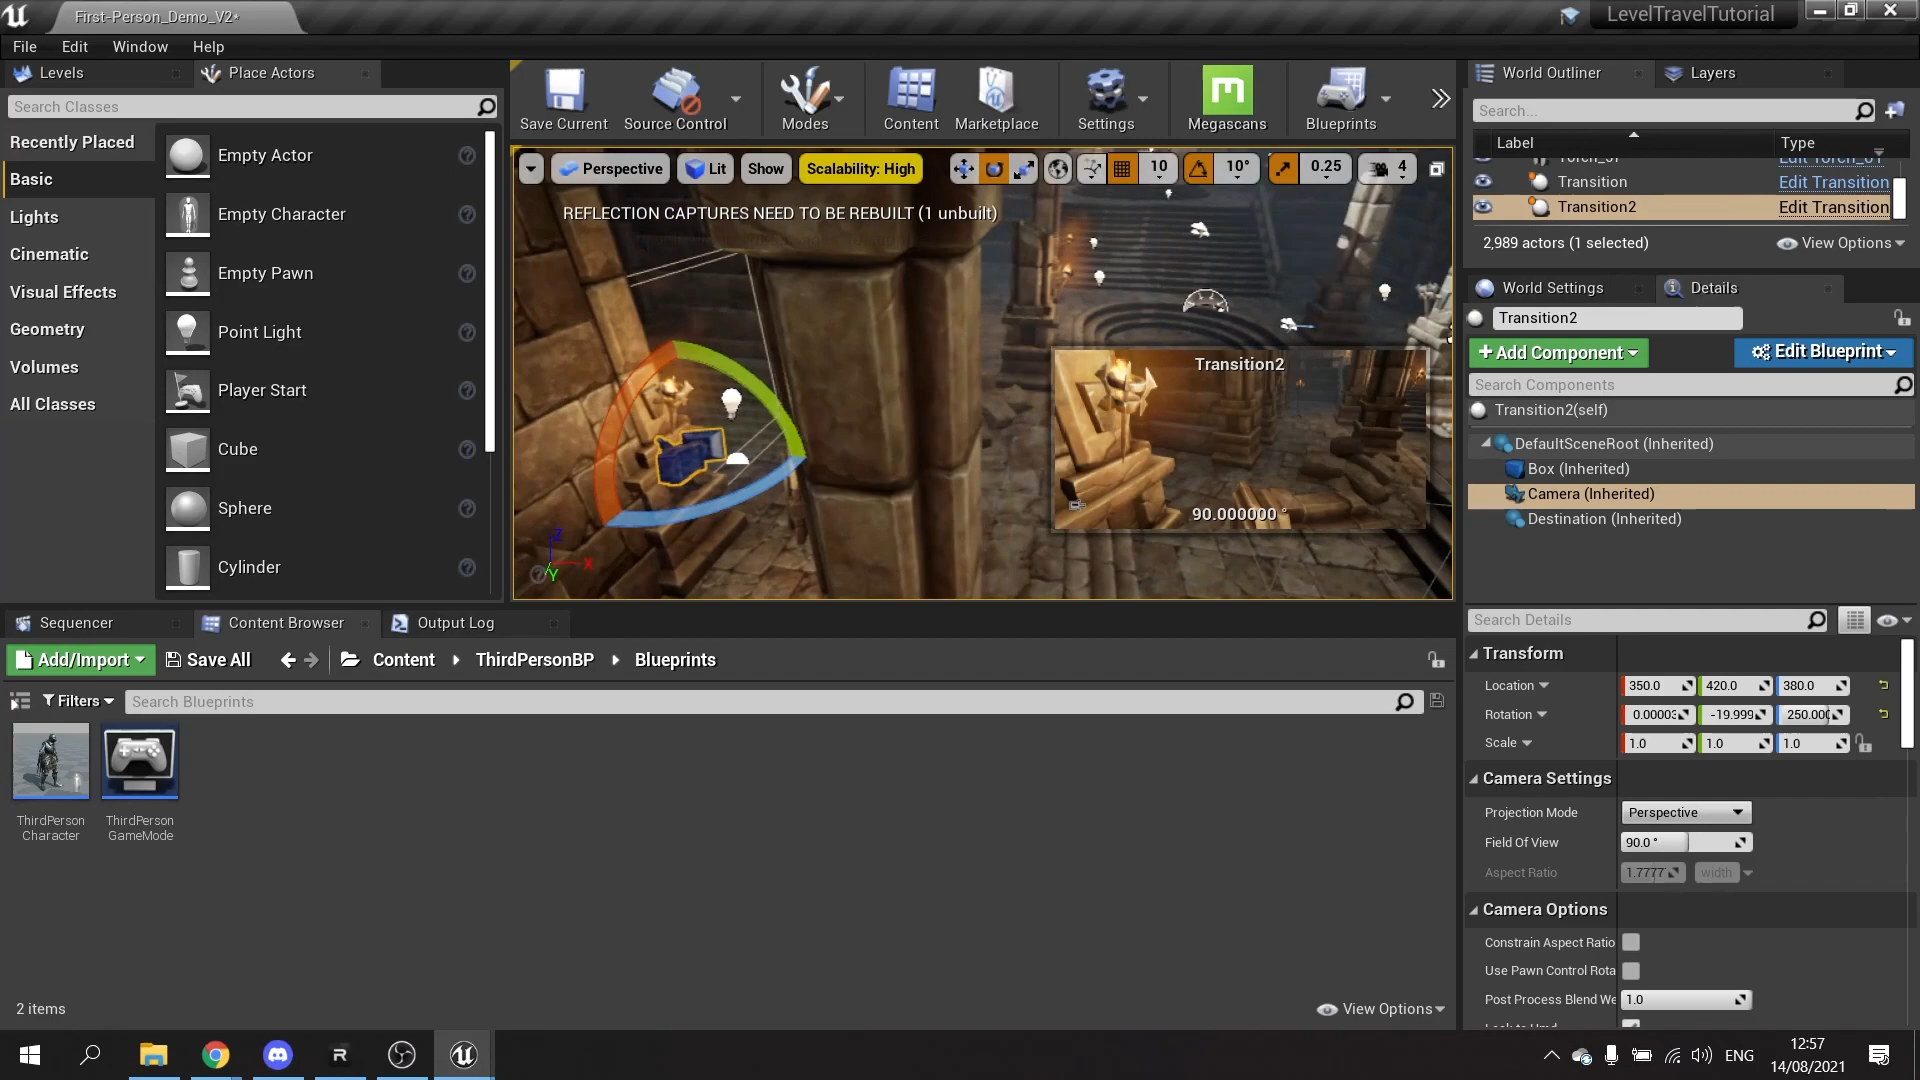 First-Person_Demo_V2*
LevelTravelTutorial
File
Edit
Window
Help
Levels
Place Actors
Search Classes
Recently Placed
Basic
Lights
Cinematic
Visual Effects
Geometry
Volumes
All Classes
Empty Actor
Empty Character
Empty Pawn
Point Light
Player Start
Cube
Sphere
Cylinder
Save Current
Source Control
Modes
Content
Marketplace
Settings
Megascans
Blueprints
Perspective
Lit
Show
Scalability: High
10
10°
0.25
4
REFLECTION CAPTURES NEED TO BE REBUILT (1 unbuilt)
Transition2
90.000000 °
Z
X
Y
World Outliner
Layers
Search...
Label
Type
Torch_01
Edit Torch_01
Transition
Edit Transition
Transition2
Edit Transition
2,989 actors (1 selected)
View Options
World Settings
Details
Transition2
+Add Component
Edit Blueprint
Search Components
Transition2(self)
DefaultSceneRoot (Inherited)
Box (Inherited)
Camera (Inherited)
Destination (Inherited)
Search Details
Transform
Location
350.0
420.0
380.0
Rotation
0.00003
-19.999
250.000
Scale
1.0
1.0
1.0
Camera Settings
Projection Mode
Perspective
Field Of View
90.0 °
Aspect Ratio
1.7777
width
Camera Options
Constrain Aspect Ratio
Use Pawn Control Rota
Post Process Blend We
1.0
Sequencer
Content Browser
Output Log
Add/Import
Save All
Content
ThirdPersonBP
Blueprints
Filters
Search Blueprints
ThirdPerson
Character
ThirdPerson
GameMode
2 items
View Options
ENG
12:57
14/08/2021